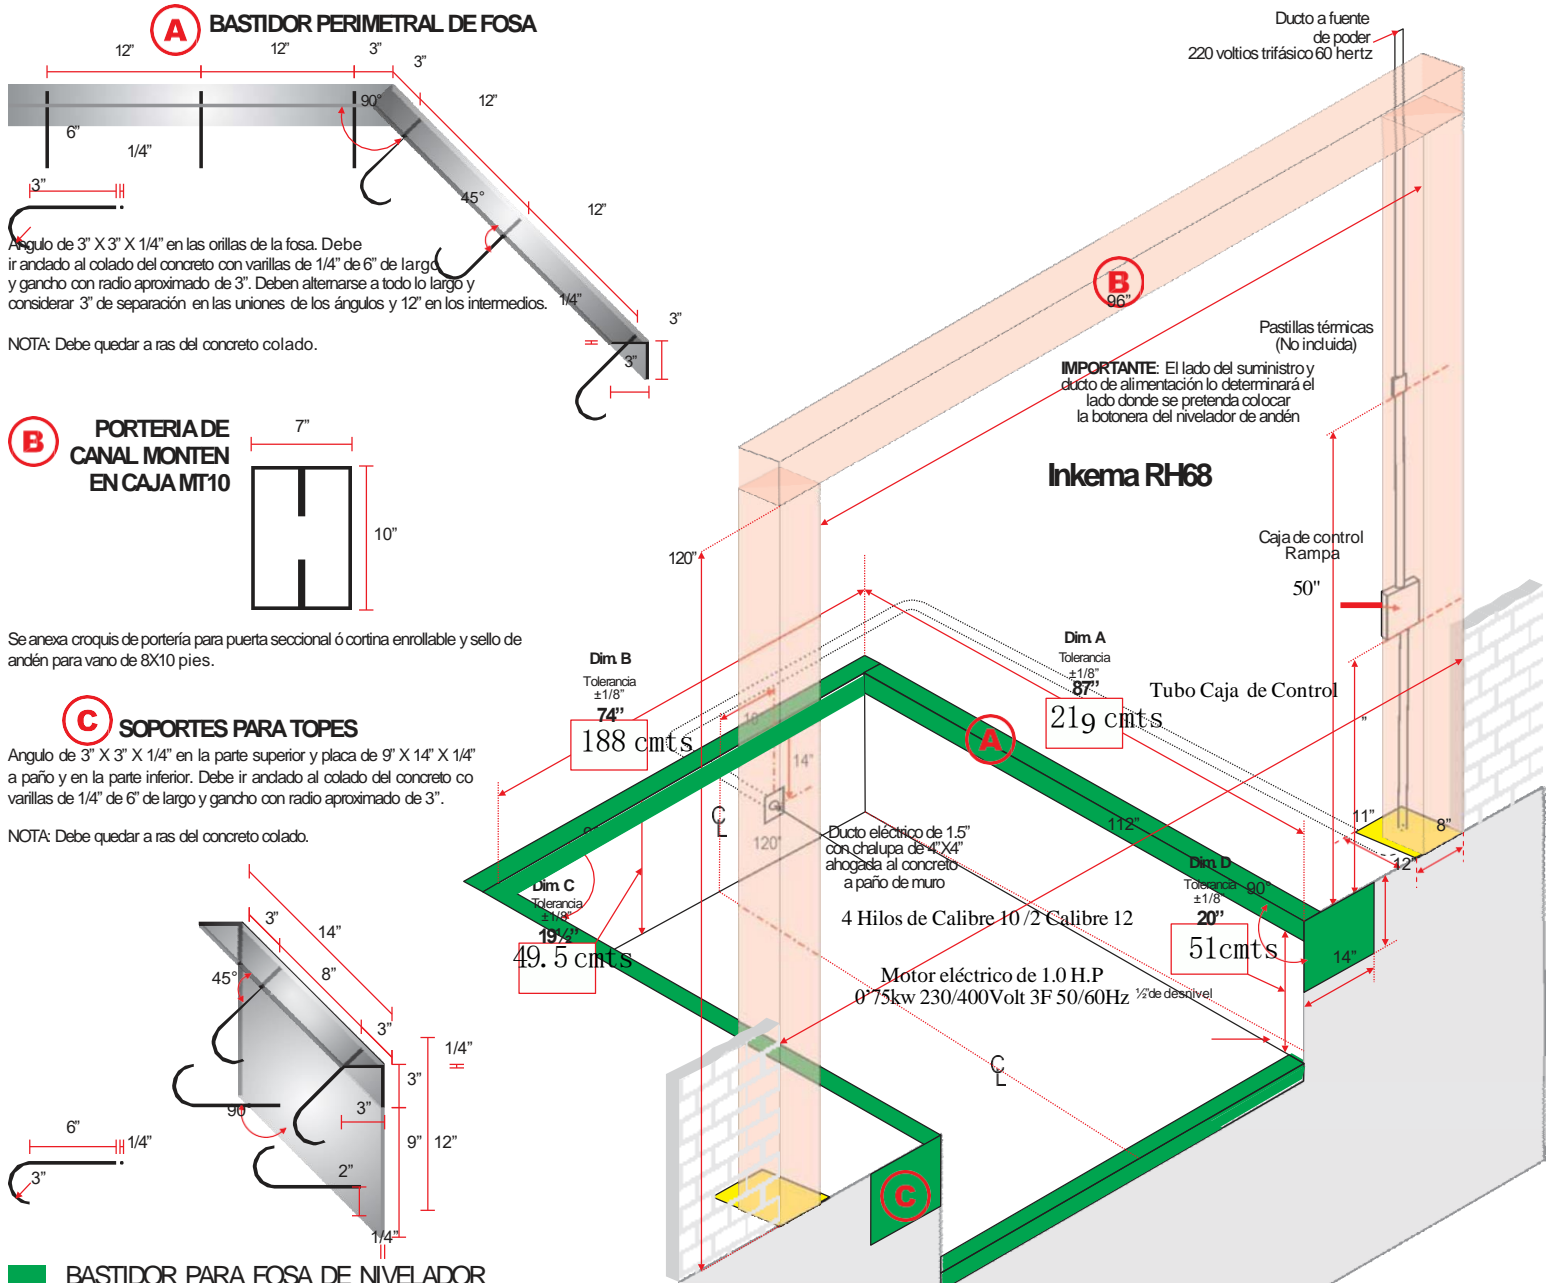 A BASTIDOR PERIMETRAL DE FOSA
12” 12” 3” 3”
90° 12”
6”
1/4”
3”
45° 12”
Angulo de 3” X 3” X 1/4” en las orillas de la fosa. Debe
ir anclado al colado del concreto con varillas de 1/4” de 6” de largo
y gancho con radio aproximado de 3”. Deben alternarse a todo lo largo y
considerar 3” de separación en las uniones de los ángulos y 12” en los intermedios.
1/4”
3”
3”
NOTA: Debe quedar a ras del concreto colado.
B PORTERIA DE
CANAL MONTEN
EN CAJA MT10
7”
10”
Se anexa croquis de portería para puerta seccional ó cortina enrollable y sello de
andén para vano de 8X10 pies.
C SOPORTES PARA TOPES
Angulo de 3” X 3” X 1/4” en la parte superior y placa de 9” X 14” X 1/4”
a paño y en la parte inferior. Debe ir anclado al colado del concreto co
varillas de 1/4” de 6” de largo y gancho con radio aproximado de 3”.
NOTA: Debe quedar a ras del concreto colado.
3”
14”
45°
8”
3”
1/4”
3”
3”
90
9” 12”
6”
1/4”
3”
2”
1/4”
BASTIDOR PARA FOSA DE NIVELADOR
Ducto a fuente
de poder
220 voltios trifásico 60 hertz
B
96”
Pastillas térmicas
(No incluida)
IMPORTANTE: El lado del suministro y
ducto de alimentación lo determinará el
lado donde se pretenda colocar
la botonera del nivelador de andén
Inkema RH68
120”
Caja de control
Rampa
50"
Dim. B
Tolerancia
±1/8”
74”
188 cmts
Dim. A
Tolerancia
±1/8”
87”
219 cmts
Tubo Caja de Control
”
A
14”
CL
120”
Ducto eléctrico de 1.5”
con chalupa de 4”X4”
ahogada al concreto
a paño de muro
112”
11”
8”
12”
Dim. C
Tolerancia
±1/8”
19½”
49.5 cmts
Dim. D
Tolerancia
±1/8”
20”
51cmts
90°
14”
4 Hilos de Calibre 10 /2 Calibre 12
Motor eléctrico de 1.0 H.P
0'75kw 230/400Volt 3F 50/60Hz
½”de desnivel
CL
C